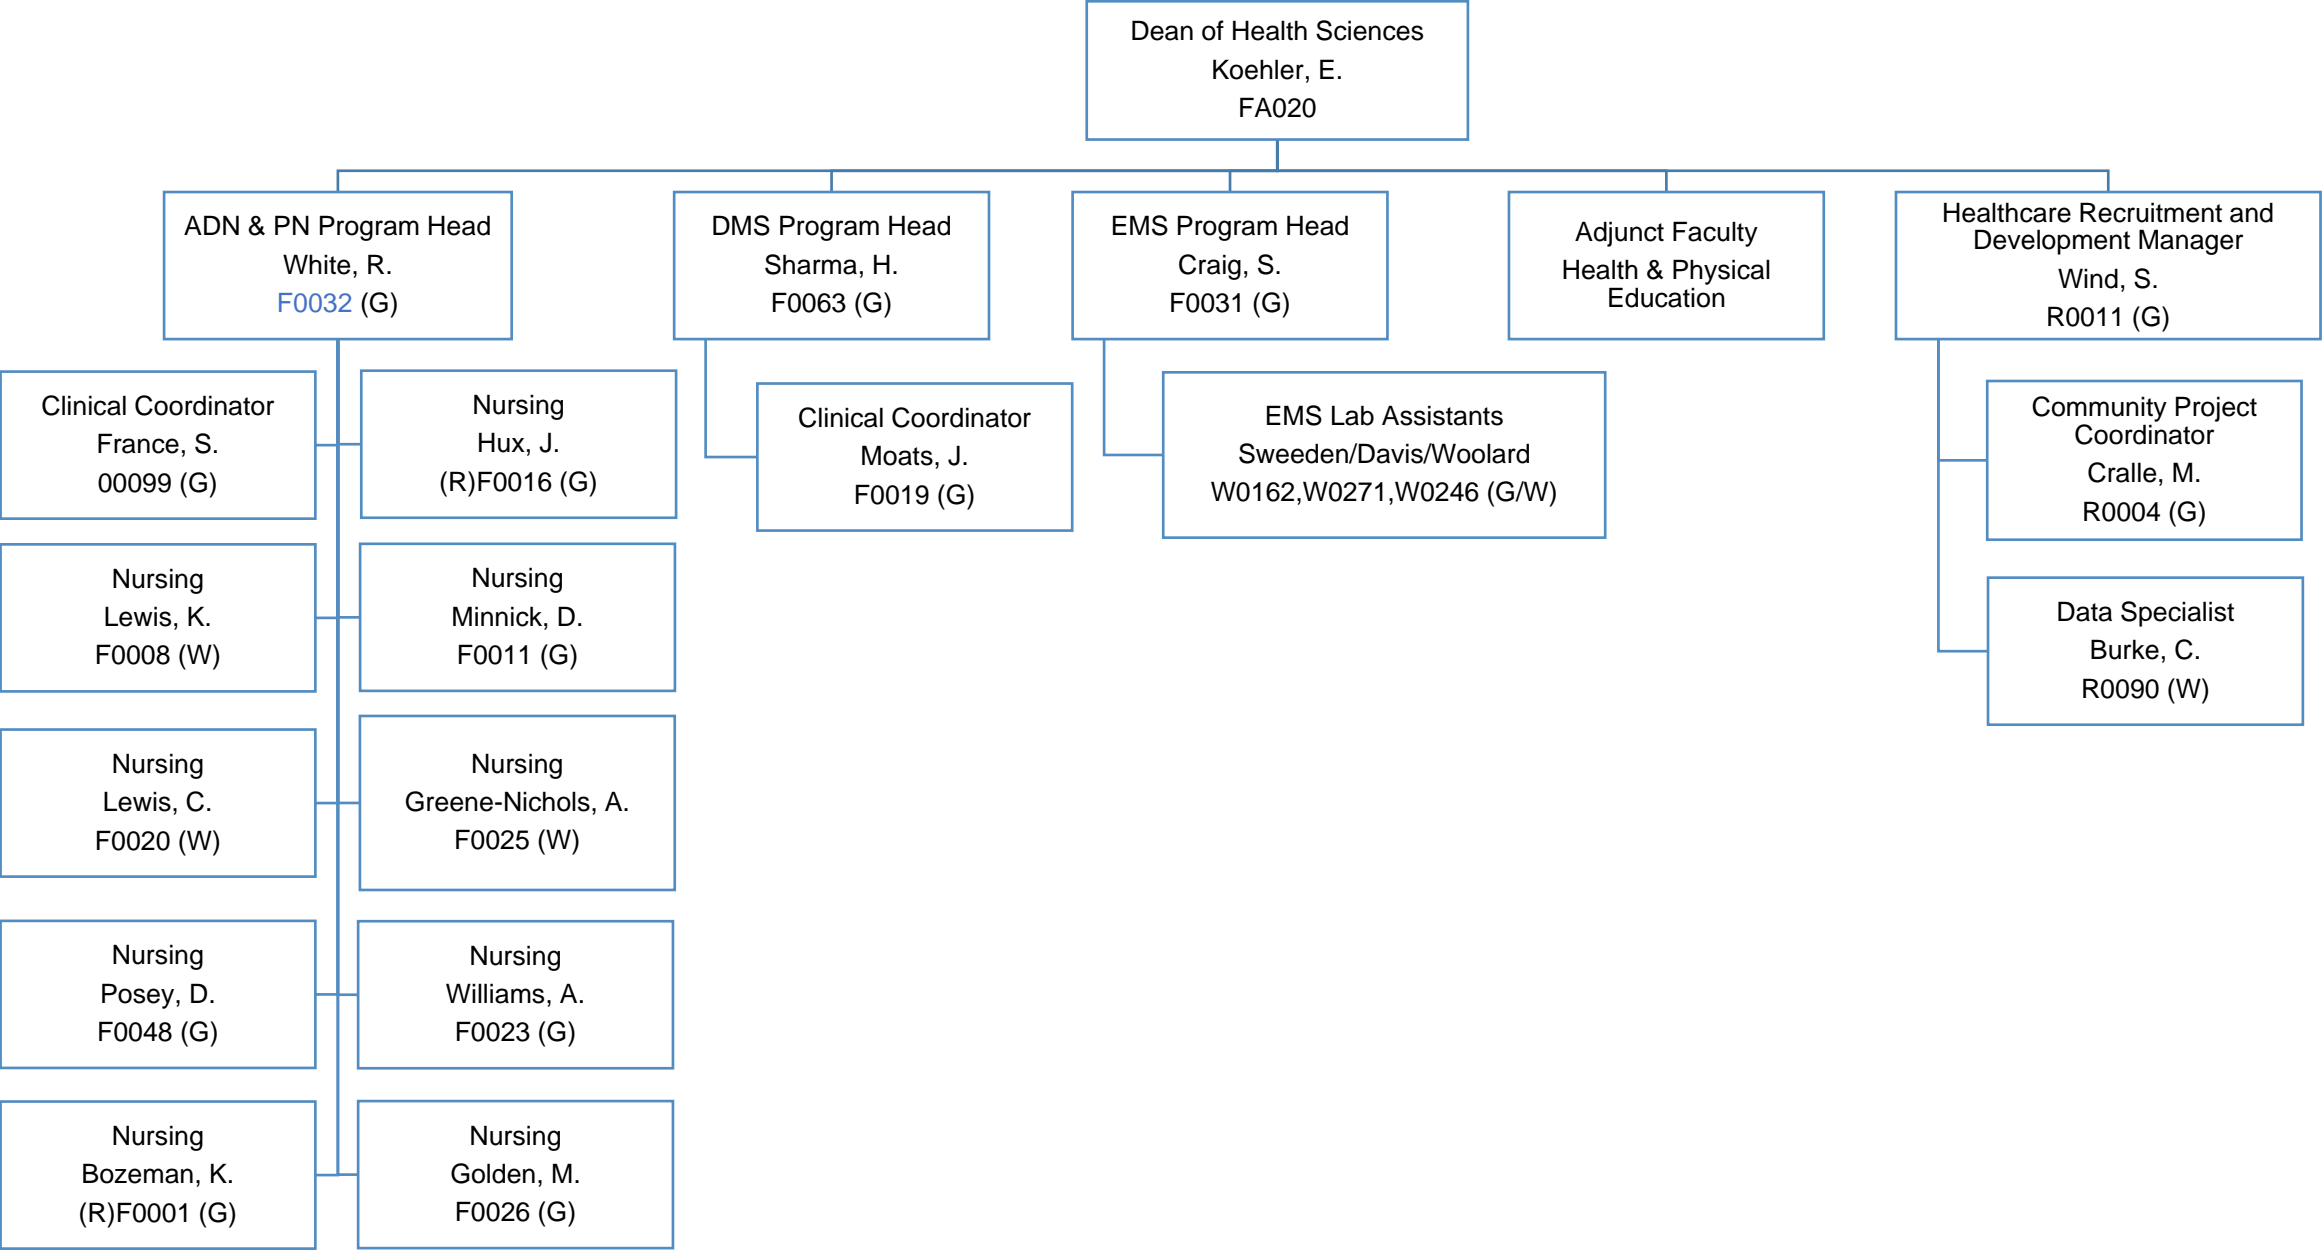 Dean of Health Sciences
Koehler, E.
FA020
ADN & PN Program Head
White, R.
F0032 (G)
DMS Program Head
Sharma, H.
F0063 (G)
EMS Program Head
Craig, S.
F0031 (G)
Adjunct Faculty
Health & Physical
Education
Healthcare Recruitment and
Development Manager
Wind, S.
R0011 (G)
Clinical Coordinator
France, S.
00099 (G)
Nursing
Hux, J.
(R)F0016 (G)
Clinical Coordinator
Moats, J.
F0019 (G)
EMS Lab Assistants
Sweeden/Davis/Woolard
W0162,W0271,W0246 (G/W)
Community Project
Coordinator
Cralle, M.
R0004 (G)
Nursing
Lewis, K.
F0008 (W)
Nursing
Minnick, D.
F0011 (G)
Data Specialist
Burke, C.
R0090 (W)
Nursing
Lewis, C.
F0020 (W)
Nursing
Greene-Nichols, A.
F0025 (W)
Nursing
Posey, D.
F0048 (G)
Nursing
Williams, A.
F0023 (G)
Nursing
Bozeman, K.
(R)F0001 (G)
Nursing
Golden, M.
F0026 (G)